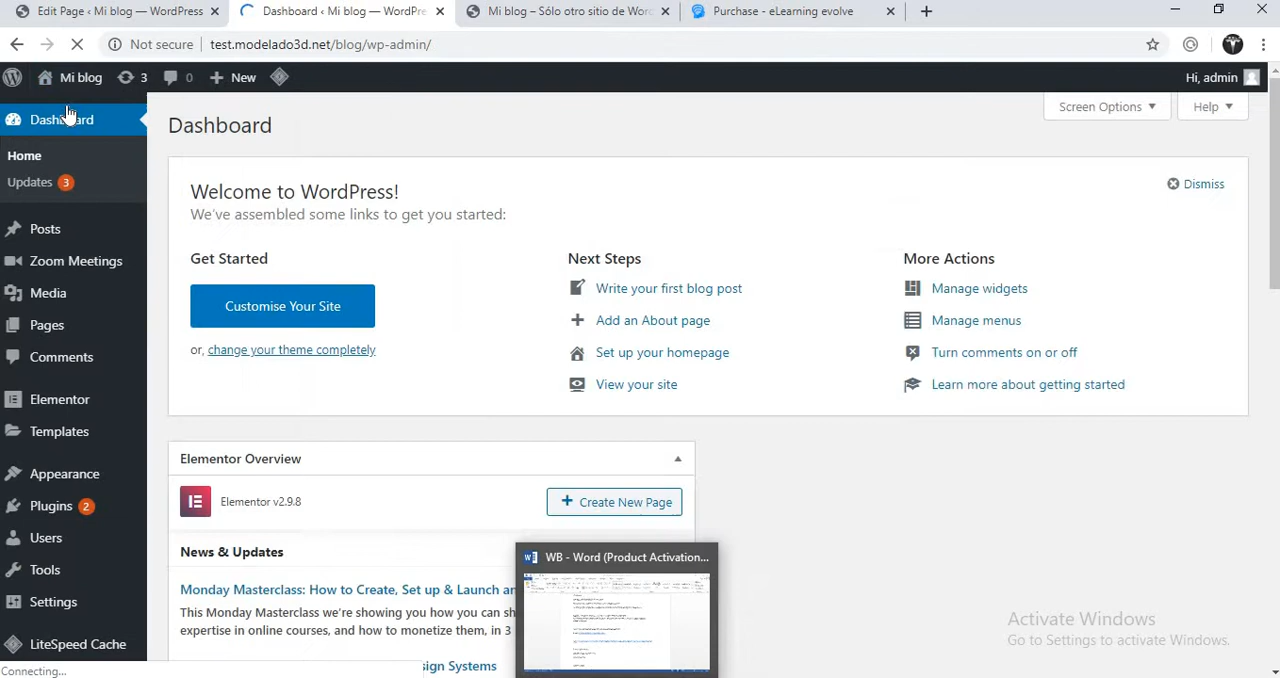 Edit Page ‹ Mi blog — WordPress
Dashboard ‹ Mi blog — WordPre
Mi blog – Sólo otro sitio de Word
Purchase - eLearning evolve
Not secure
test.modelado3d.net/blog/wp-admin/
Mi blog
3
0
New
Hi, admin
Dashboard
Home
Updates 3
Posts
Zoom Meetings
Media
Pages
Comments
Elementor
Templates
Appearance
Plugins 2
Users
Tools
Settings
LiteSpeed Cache
Connecting...
Dashboard
Screen Options
Help
Welcome to WordPress!
We've assembled some links to get you started:
Dismiss
Get Started
Customise Your Site
or, change your theme completely
Next Steps
Write your first blog post
Add an About page
Set up your homepage
View your site
More Actions
Manage widgets
Manage menus
Turn comments on or off
Learn more about getting started
Elementor Overview
Elementor v2.9.8
Create New Page
News & Updates
Monday Masterclass: How to Create, Set up & Launch an
This Monday Masterclass is showing you how you can sh
expertise in online courses, and how to monetize them, in 3
sign Systems
WB - Word (Product Activation...
Activate Windows
Go to Settings to activate Windows.